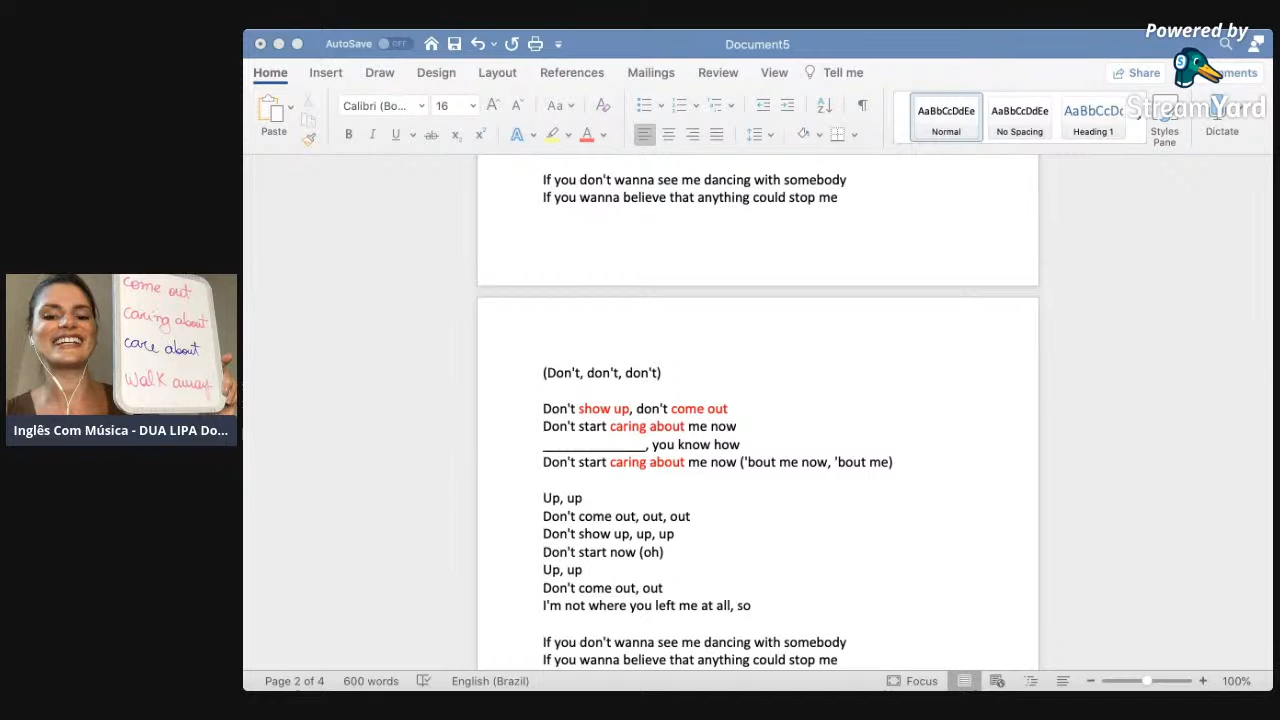 Powered by
StreamYard
AutoSave OFF
Document5
Home Insert Draw Design Layout References Mailings Review View Tell me
Share
Paste
Calibri (Bo...
16
Aa
AaBbCcDdEe
Normal
AaBbCcDdEe
No Spacing
Heading 1
Styles
Pane
Dictate
If you don't wanna see me dancing with somebody
If you wanna believe that anything could stop me
(Don't, don't, don't)
Don't show up, don't come out
Don't start caring about me now
_______________, you know how
Don't start caring about me now ('bout me now, 'bout me)
Up, up
Don't come out, out, out
Don't show up, up, up
Don't start now (oh)
Up, up
Don't come out, out
I'm not where you left me at all, so
If you don't wanna see me dancing with somebody
If you wanna believe that anything could stop me
come out
caring about
care about
walk away
Inglês Com Música - DUA LIPA Do...
Page 2 of 4 600 words English (Brazil)
Focus
100%